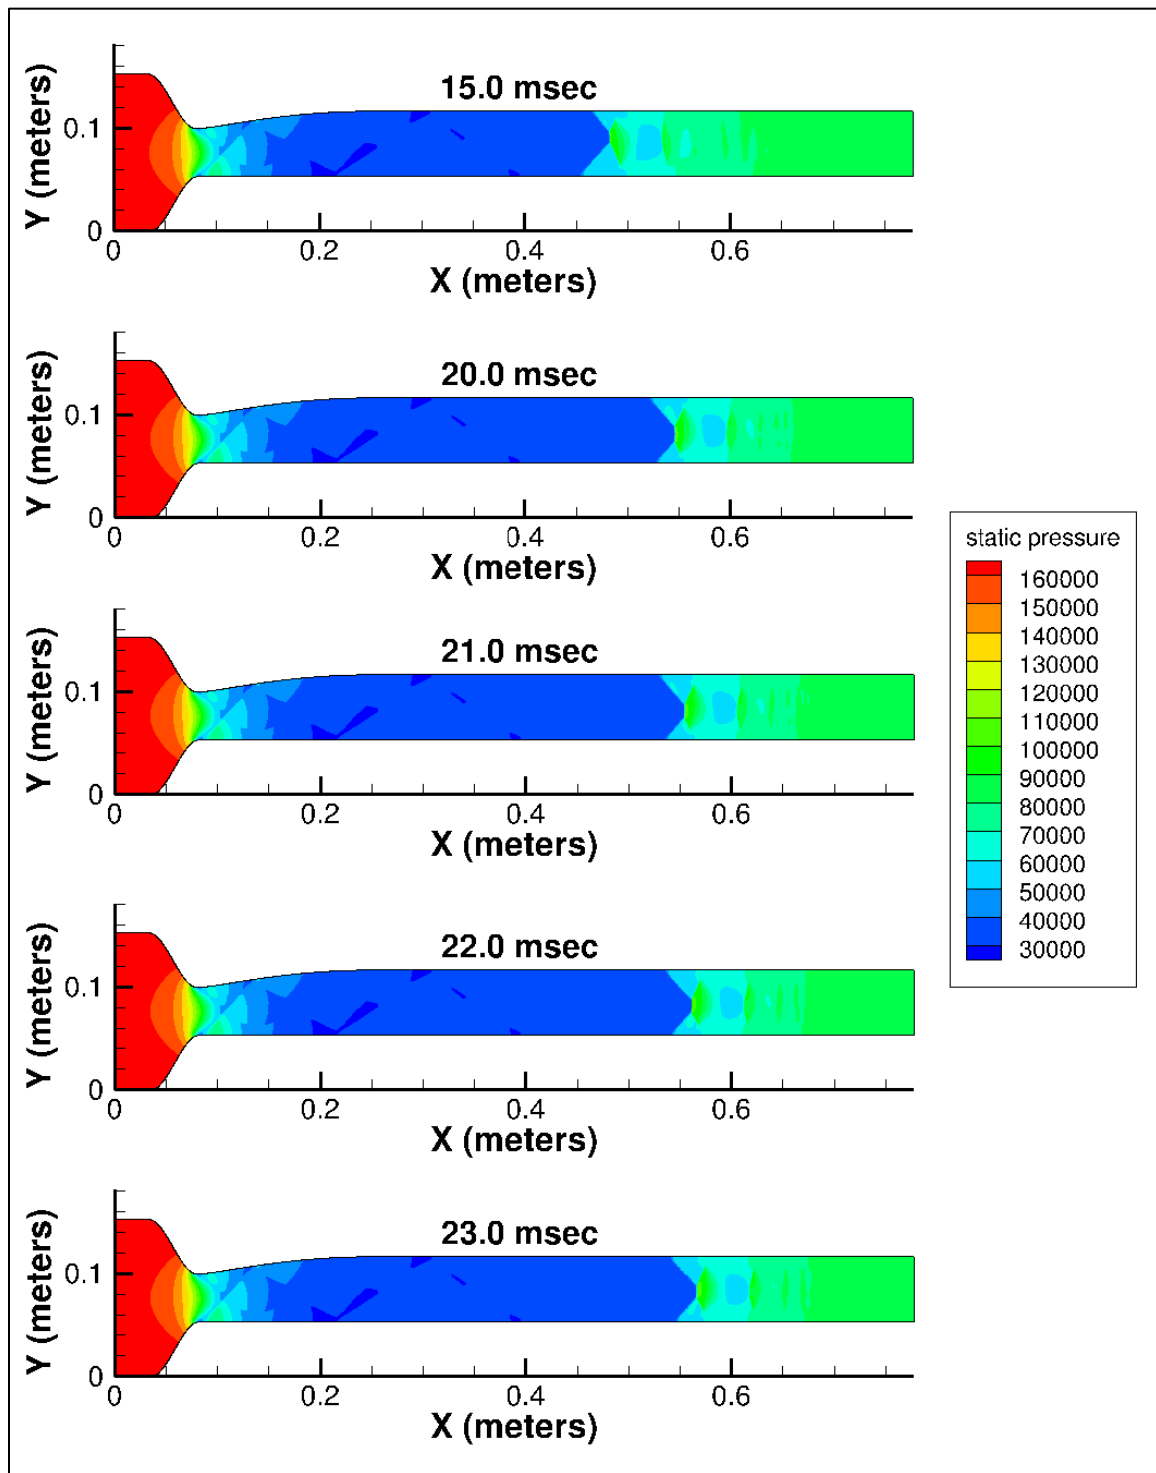 15.0 msec
Y (meters)
0.1
0
0 0.2 0.4 0.6
X (meters)
20.0 msec
Y (meters)
0.1
0
0 0.2 0.4 0.6
X (meters)
static pressure
160000
150000
140000
130000
120000
110000
100000
90000
80000
70000
60000
50000
40000
30000
21.0 msec
Y (meters)
0.1
0
0 0.2 0.4 0.6
X (meters)
22.0 msec
Y (meters)
0.1
0
0 0.2 0.4 0.6
X (meters)
23.0 msec
Y (meters)
0.1
0
0 0.2 0.4 0.6
X (meters)